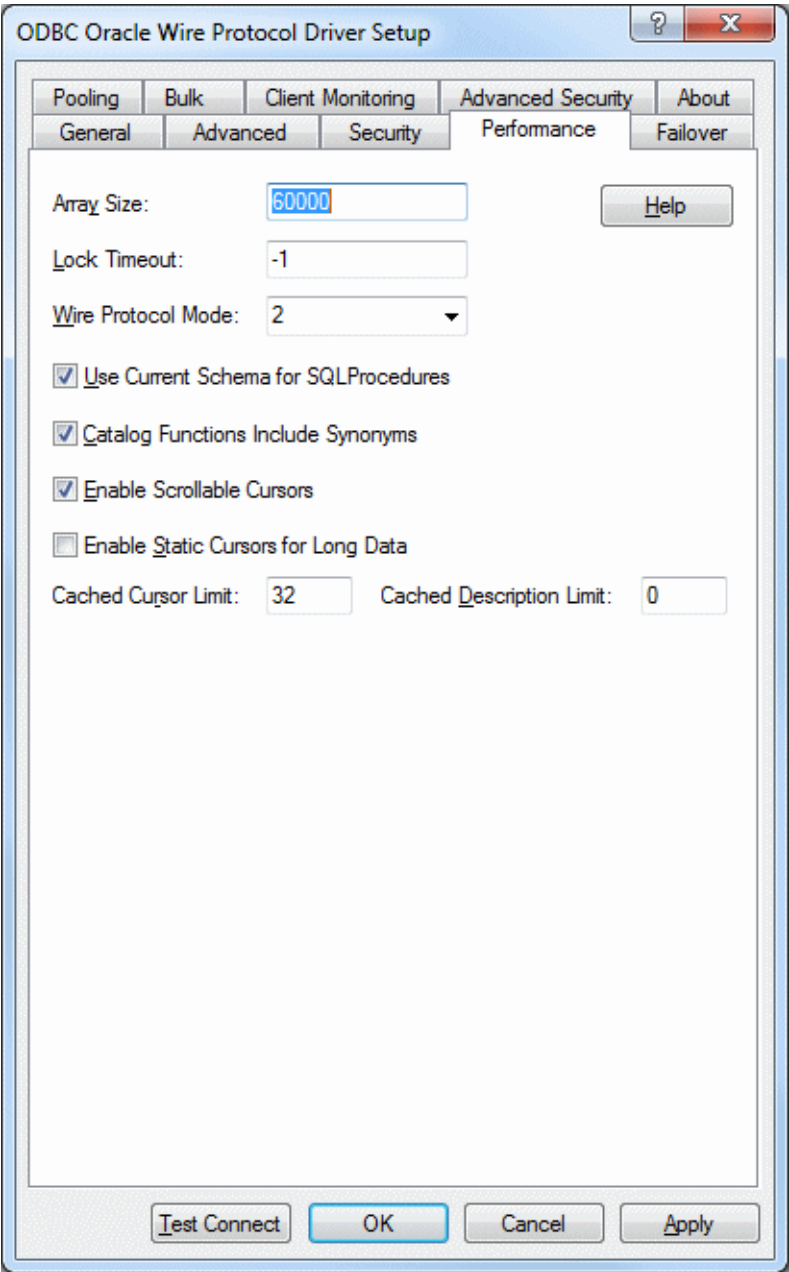 ODBC Oracle Wire Protocol Driver Setup
?
X
Pooling Bulk Client Monitoring Advanced Security About
General Advanced Security Performance Failover
Array Size: 60000 Help
Lock Timeout: -1
Wire Protocol Mode: 2
Use Current Schema for SQLProcedures
Catalog Functions Include Synonyms
Enable Scrollable Cursors
Enable Static Cursors for Long Data
Cached Cursor Limit: 32 Cached Description Limit: 0
Test Connect OK Cancel Apply